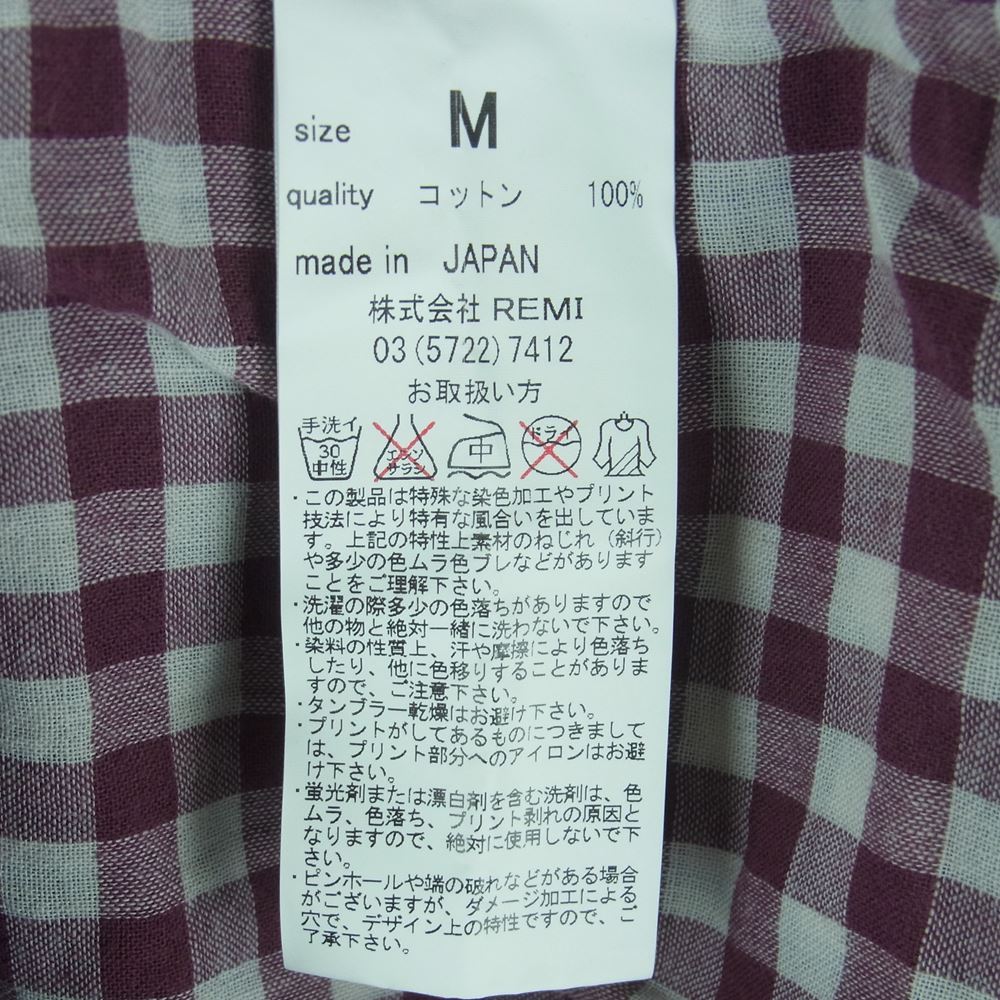 size M
quality コットン 100%
made in JAPAN
株式会社 REMI
03(5722)7412
お取扱い方
手洗イ 30 中性 エンソ サラシ 中 ドライ
・この製品は特殊な染色加工やプリント
技法により特有な風合いを出していま
す。上記の特性上素材のねじれ（斜行）
や多少の色ムラ色ブレなどがあります
ことをご理解下さい。
・洗濯の際多少の色落ちがありますので
他の物と絶対一緒に洗わないで下さい。
・染料の性質上、汗や摩擦により色落ち
したり、他に色移りすることがありま
すので、ご注意下さい。
・タンブラー乾燥はお避け下さい。
・プリントがしてあるものにつきまして
は、プリント部分へのアイロンはお避
け下さい。
・蛍光剤または漂白剤を含む洗剤は、色
ムラ、色落ち、プリント剥れの原因と
なりますので、絶対に使用しないで下
さい。
・ピンホールや端の破れなどがある場合
がございますが、ダメージ加工による
穴で、デザイン上の特性ですので、ご
了承下さい。